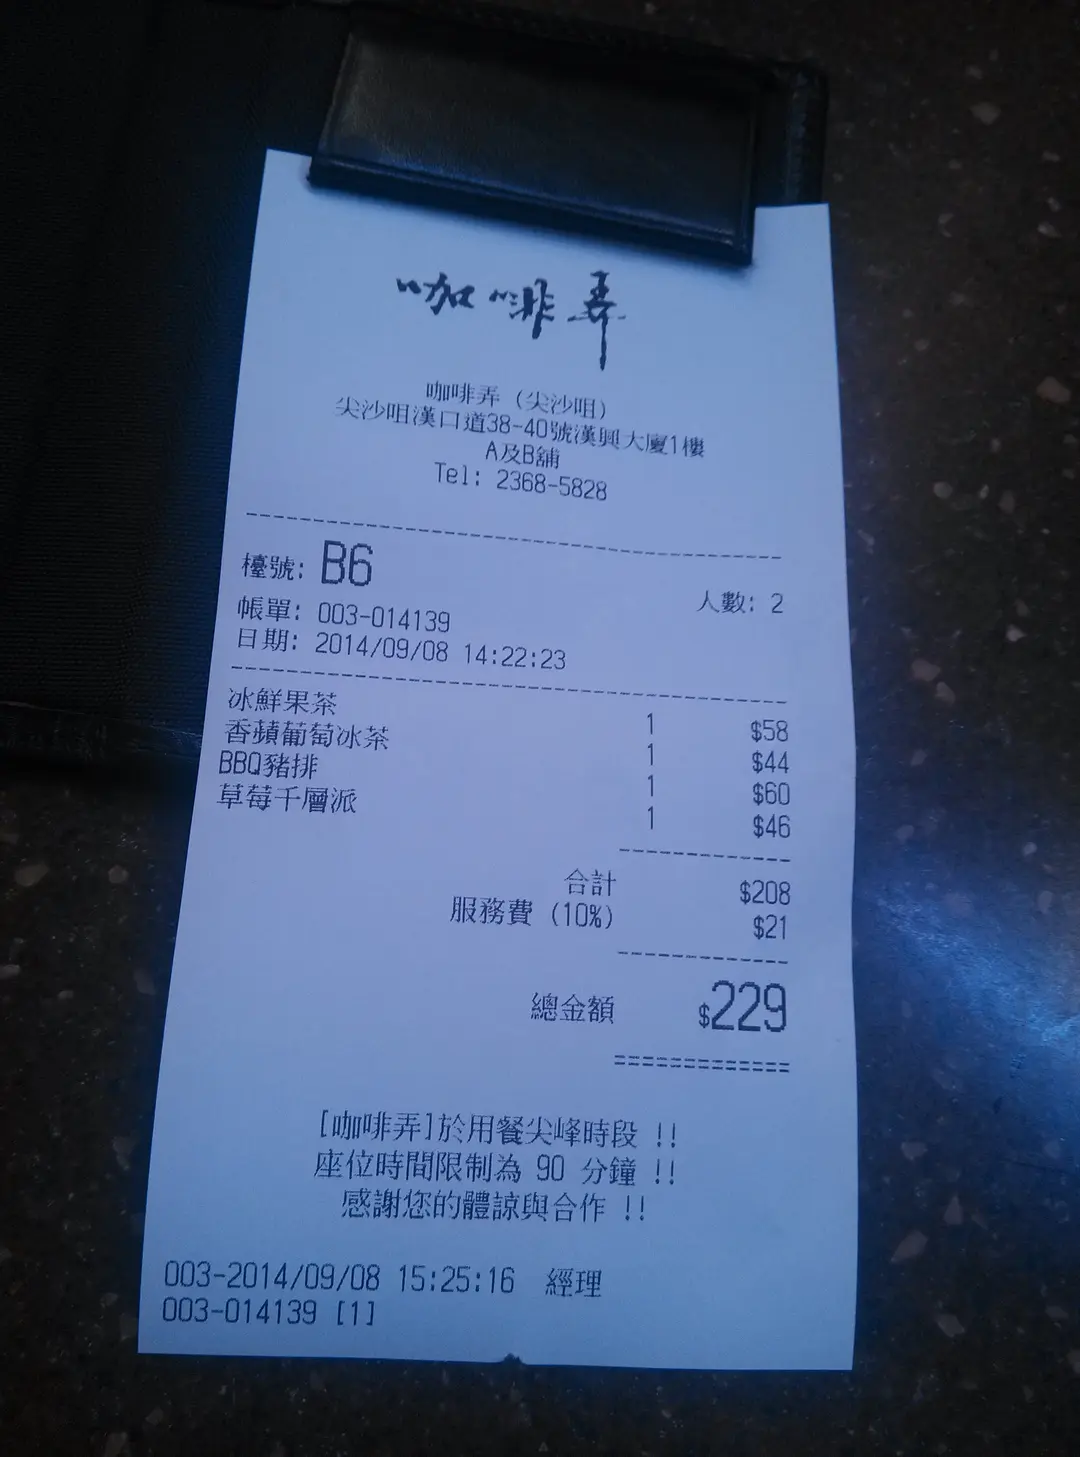 咖啡弄
咖啡弄 (尖沙咀)
尖沙咀漢口道38-40號漢興大廈1樓
A及B舖
Tel: 2368-5828
檯號: B6
人數: 2
帳單: 003-014139
日期: 2014/09/08 14:22:23
冰鮮果茶 1 $58
香蘋葡萄冰茶 1 $44
BBQ豬排 1 $60
草莓千層派 1 $46
合計 $208
服務費 (10%) $21
總金額 $229
[咖啡弄]於用餐尖峰時段 !!
座位時間限制為 90 分鐘 !!
感謝您的體諒與合作 !!
003-2014/09/08 15:25:16 經理
003-014139 [1]